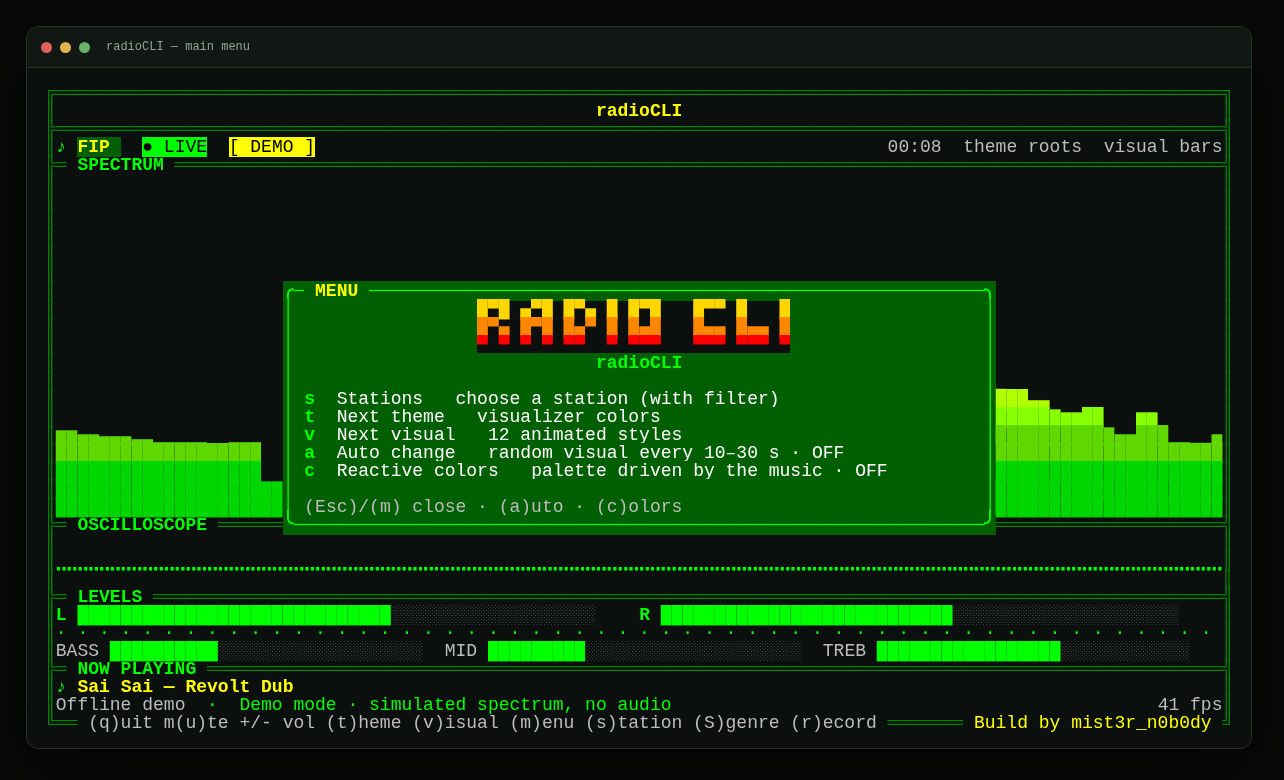 radioCLI — main menu
radioCLI
♪ FIP ● LIVE [ DEMO ] 00:08 theme roots visual bars
SPECTRUM
MENU
RADIO CLI
radioCLI
s Stations choose a station (with filter)
t Next theme visualizer colors
v Next visual 12 animated styles
a Auto change random visual every 10–30 s · OFF
c Reactive colors palette driven by the music · OFF
(Esc)/(m) close · (a)uto · (c)olors
OSCILLOSCOPE
LEVELS
L R
BASS MID TREB
NOW PLAYING
♪ Sai Sai — Revolt Dub
Offline demo · Demo mode · simulated spectrum, no audio 41 fps
(q)uit m(u)te +/- vol (t)heme (v)isual (m)enu (s)tation (S)genre (r)ecord Build by mist3r_n0b0dy